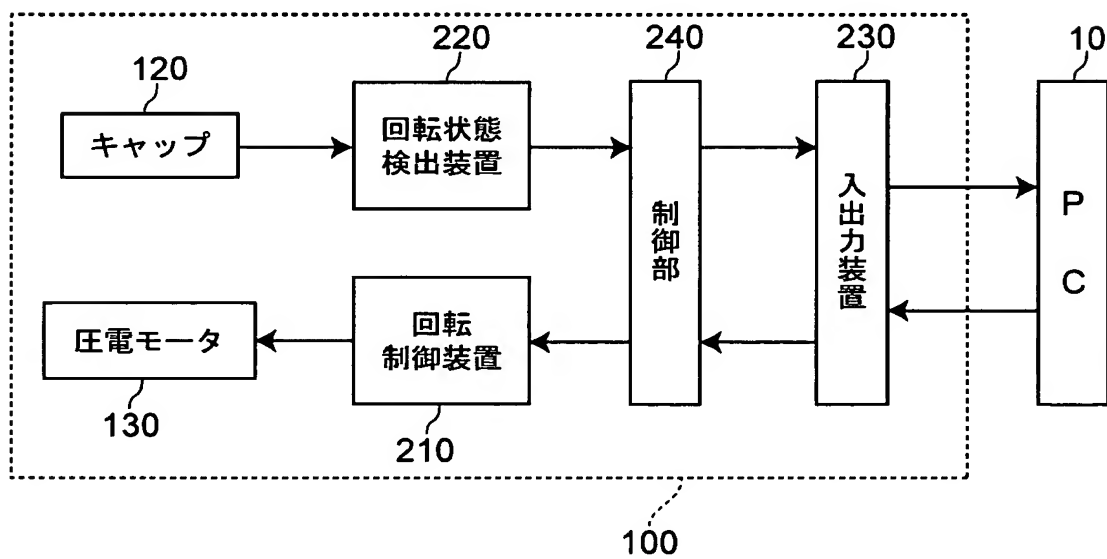 220
240
230
10
120
キャップ
回転状態
検出装置
制御部
入出力装置
P C
圧電モータ
回転
制御装置
130
210
100